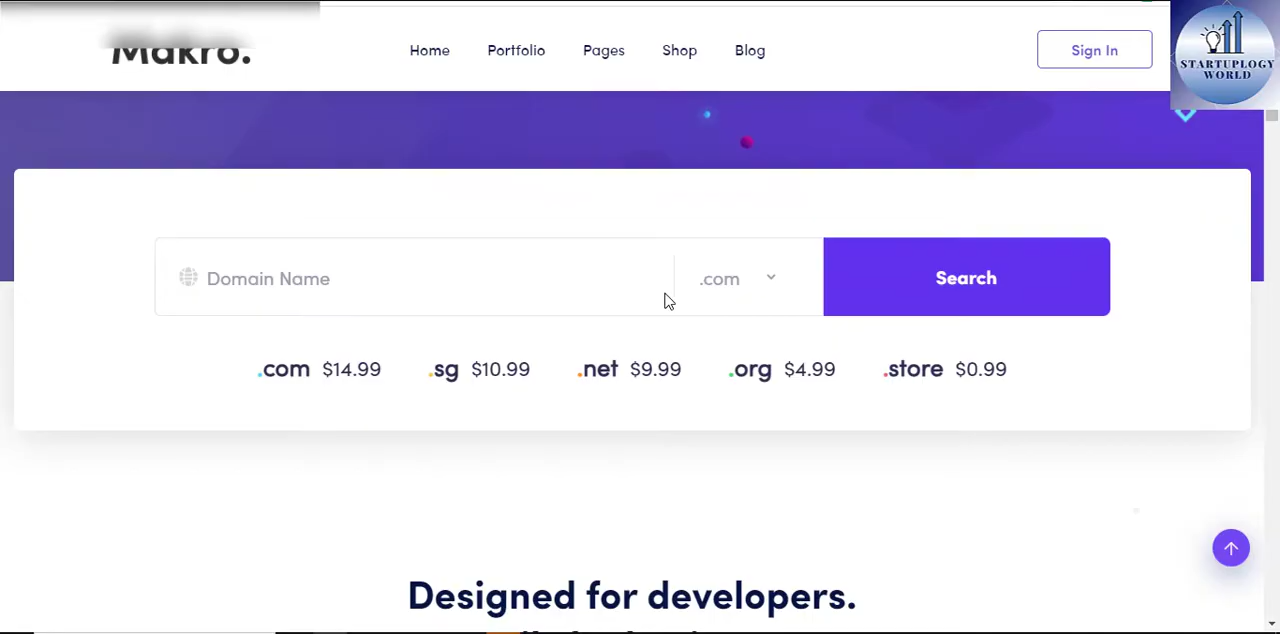 Makro.
Home Portfolio Pages Shop Blog
Sign In
STARTUPLOGY
WORLD
Domain Name
.com
Search
.com $14.99 .sg $10.99 .net $9.99 .org $4.99 .store $0.99
Designed for developers.